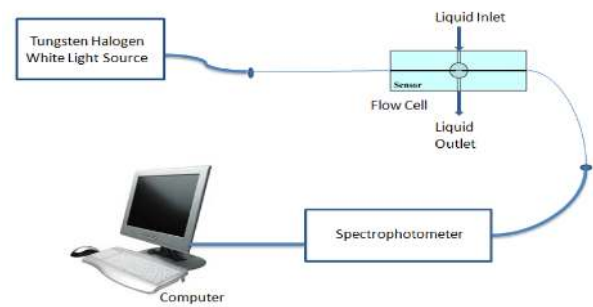 Tungsten Halogen
White Light Source
Liquid Inlet
Sensor
Flow Cell
Liquid
Outlet
Spectrophotometer
Computer